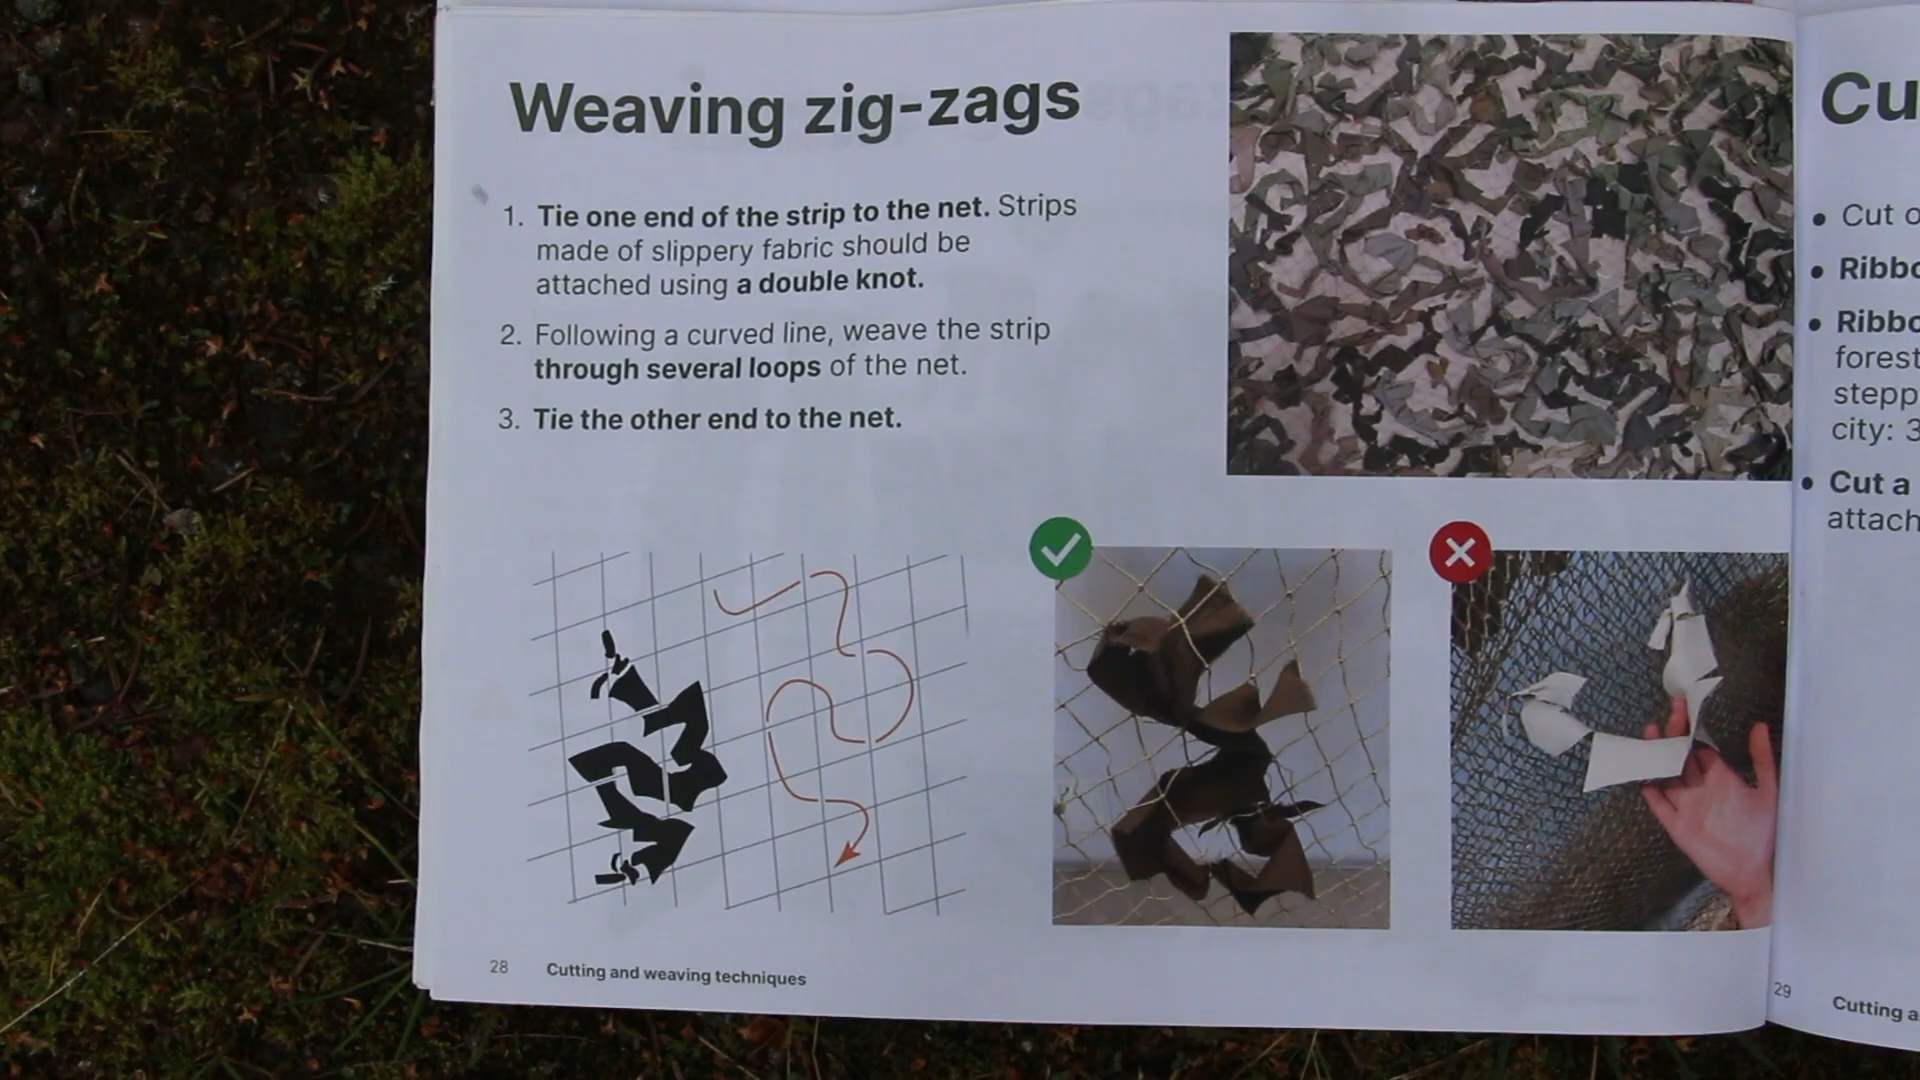 Weaving zig-zags
1. Tie one end of the strip to the net. Strips
made of slippery fabric should be
attached using a double knot.
2. Following a curved line, weave the strip
through several loops of the net.
3. Tie the other end to the net.
28 Cutting and weaving techniques
Cu
• Cut o
• Ribbo
• Ribbo
forest
stepp
city: 3
• Cut a
attach
29 Cutting a